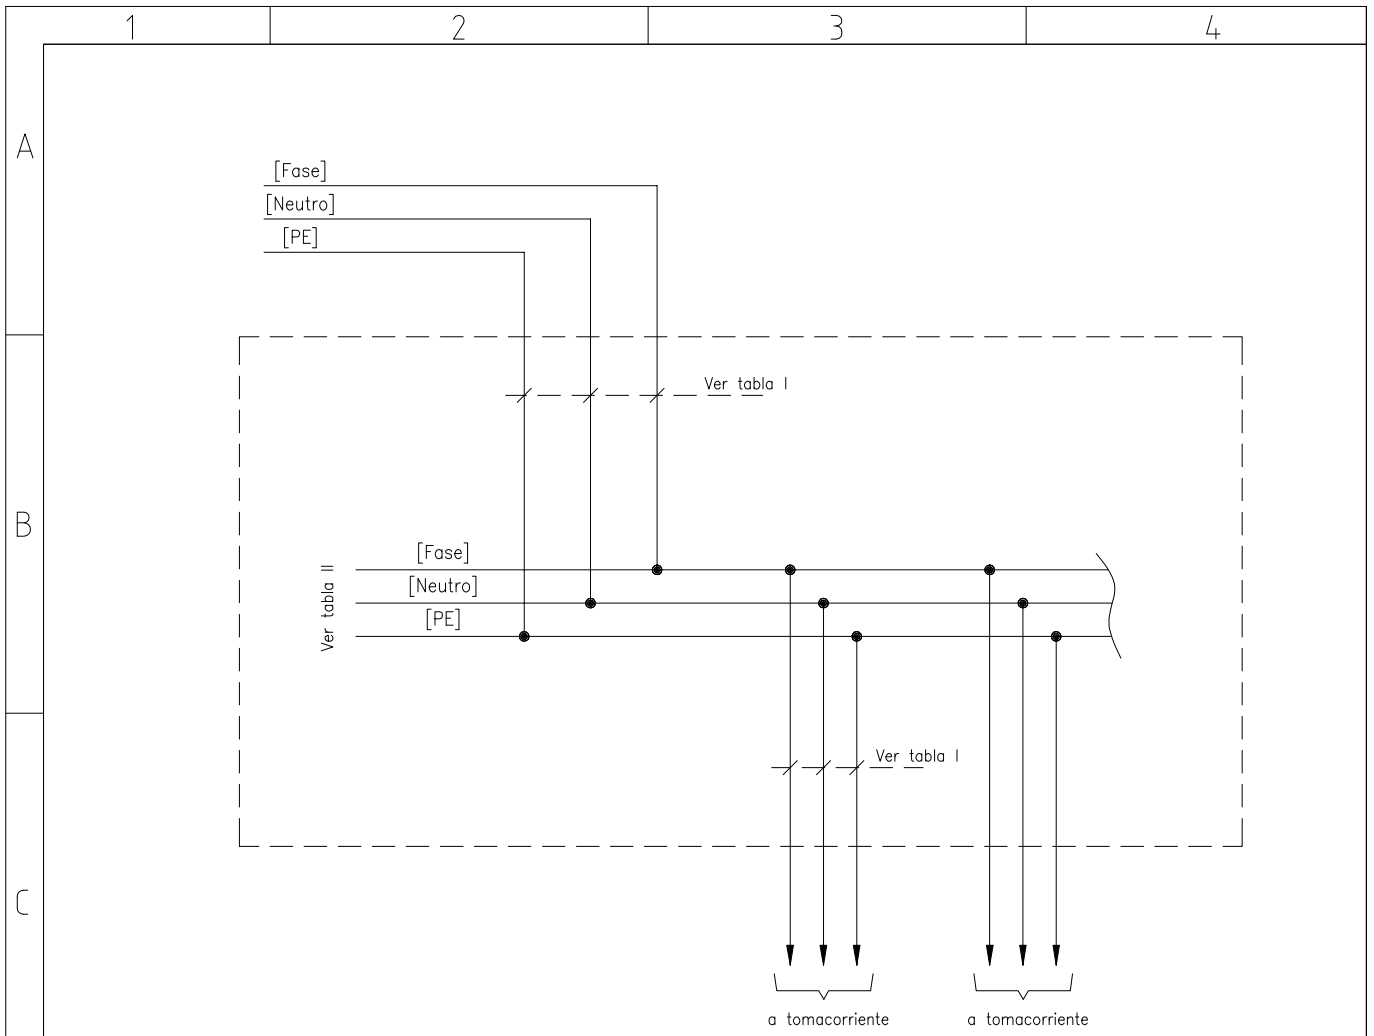 1 2 3 4
A
[Fase]
[Neutro]
[PE]
Ver tabla I
B
Ver tabla II
[Fase]
[Neutro]
[PE]
Ver tabla I
C
a tomacorriente a tomacorriente